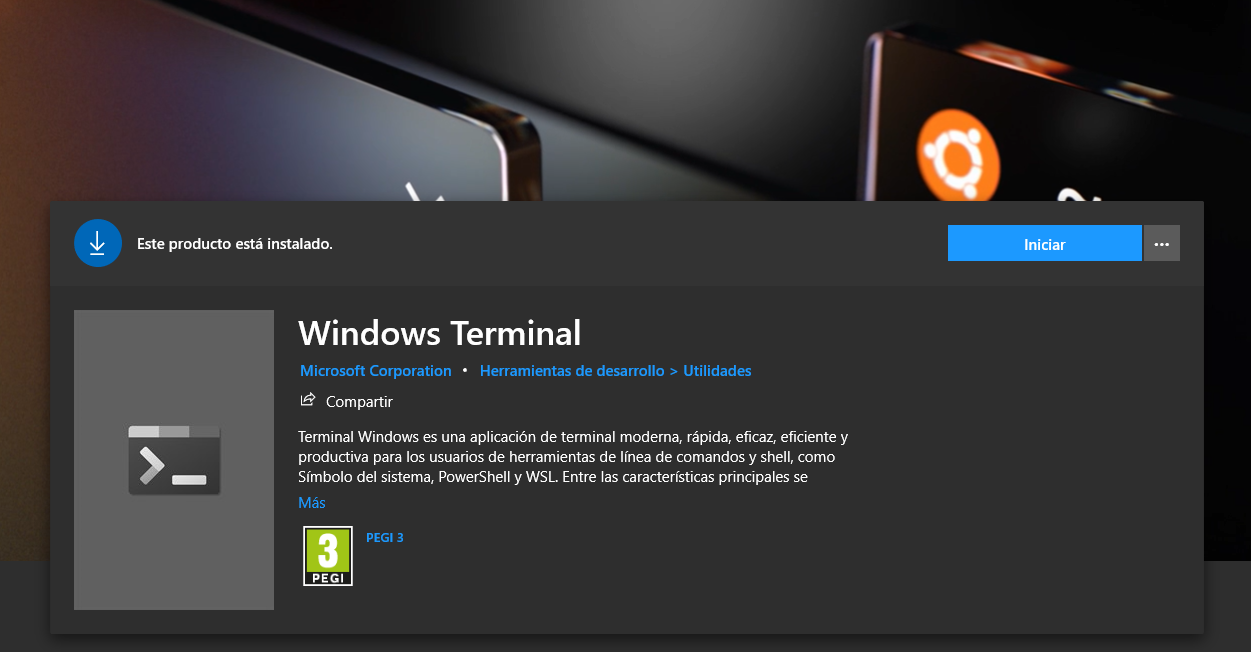 Este producto está instalado.
Iniciar
Windows Terminal
Microsoft Corporation • Herramientas de desarrollo > Utilidades
Compartir
Terminal Windows es una aplicación de terminal moderna, rápida, eficaz, eficiente y
productiva para los usuarios de herramientas de línea de comandos y shell, como
Símbolo del sistema, PowerShell y WSL. Entre las características principales se
Más
3
PEGI
PEGI 3